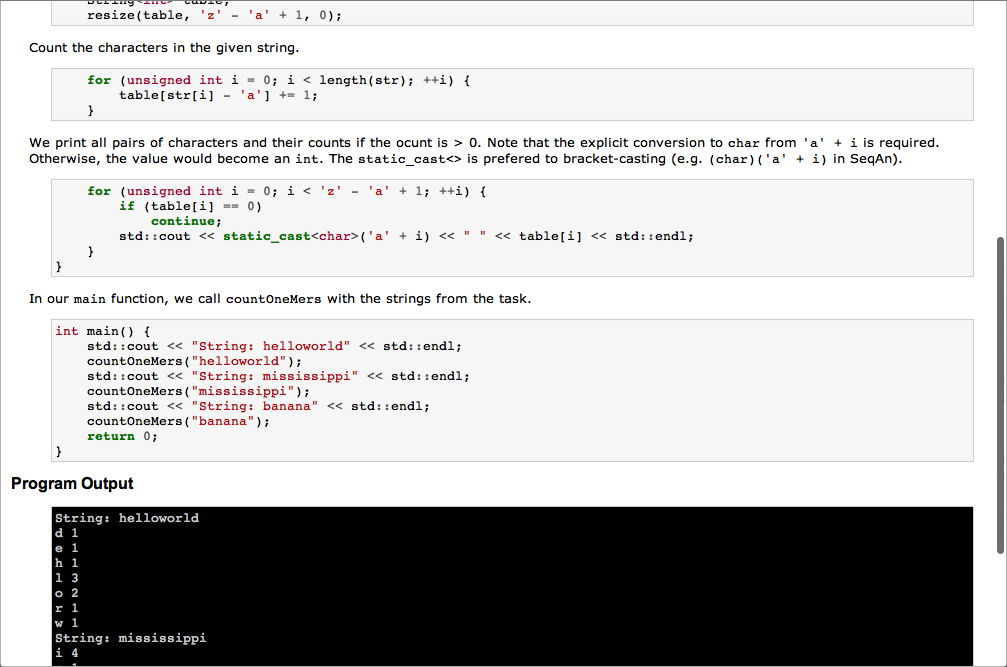 String<int> table;
resize(table, 'z' - 'a' + 1, 0);
Count the characters in the given string.
for (unsigned int i = 0; i < length(str); ++i) {
table[str[i] - 'a'] += 1;
}
We print all pairs of characters and their counts if the ocunt is > 0. Note that the explicit conversion to char from 'a' + i is required.
Otherwise, the value would become an int. The static_cast<> is prefered to bracket-casting (e.g. (char)('a' + i) in SeqAn).
for (unsigned int i = 0; i < 'z' - 'a' + 1; ++i) {
if (table[i] == 0)
continue;
std::cout << static_cast<char>('a' + i) << " " << table[i] << std::endl;
}
}
In our main function, we call countOneMers with the strings from the task.
int main() {
std::cout << "String: helloworld" << std::endl;
countOneMers("helloworld");
std::cout << "String: mississippi" << std::endl;
countOneMers("mississippi");
std::cout << "String: banana" << std::endl;
countOneMers("banana");
return 0;
}
Program Output
String: helloworld
d 1
e 1
h 1
l 3
o 2
r 1
w 1
String: mississippi
i 4